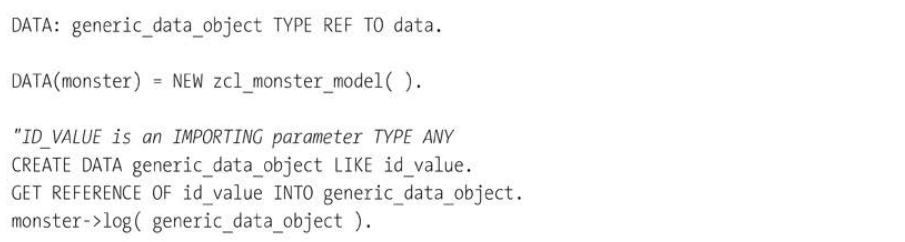 DATA: generic_data_object TYPE REF TO data.
DATA(monster) = NEW zcl_monster_model( ).
"ID_VALUE is an IMPORTING parameter TYPE ANY
CREATE DATA generic_data_object LIKE id_value.
GET REFERENCE OF id_value INTO generic_data_object.
monster->log( generic_data_object ).